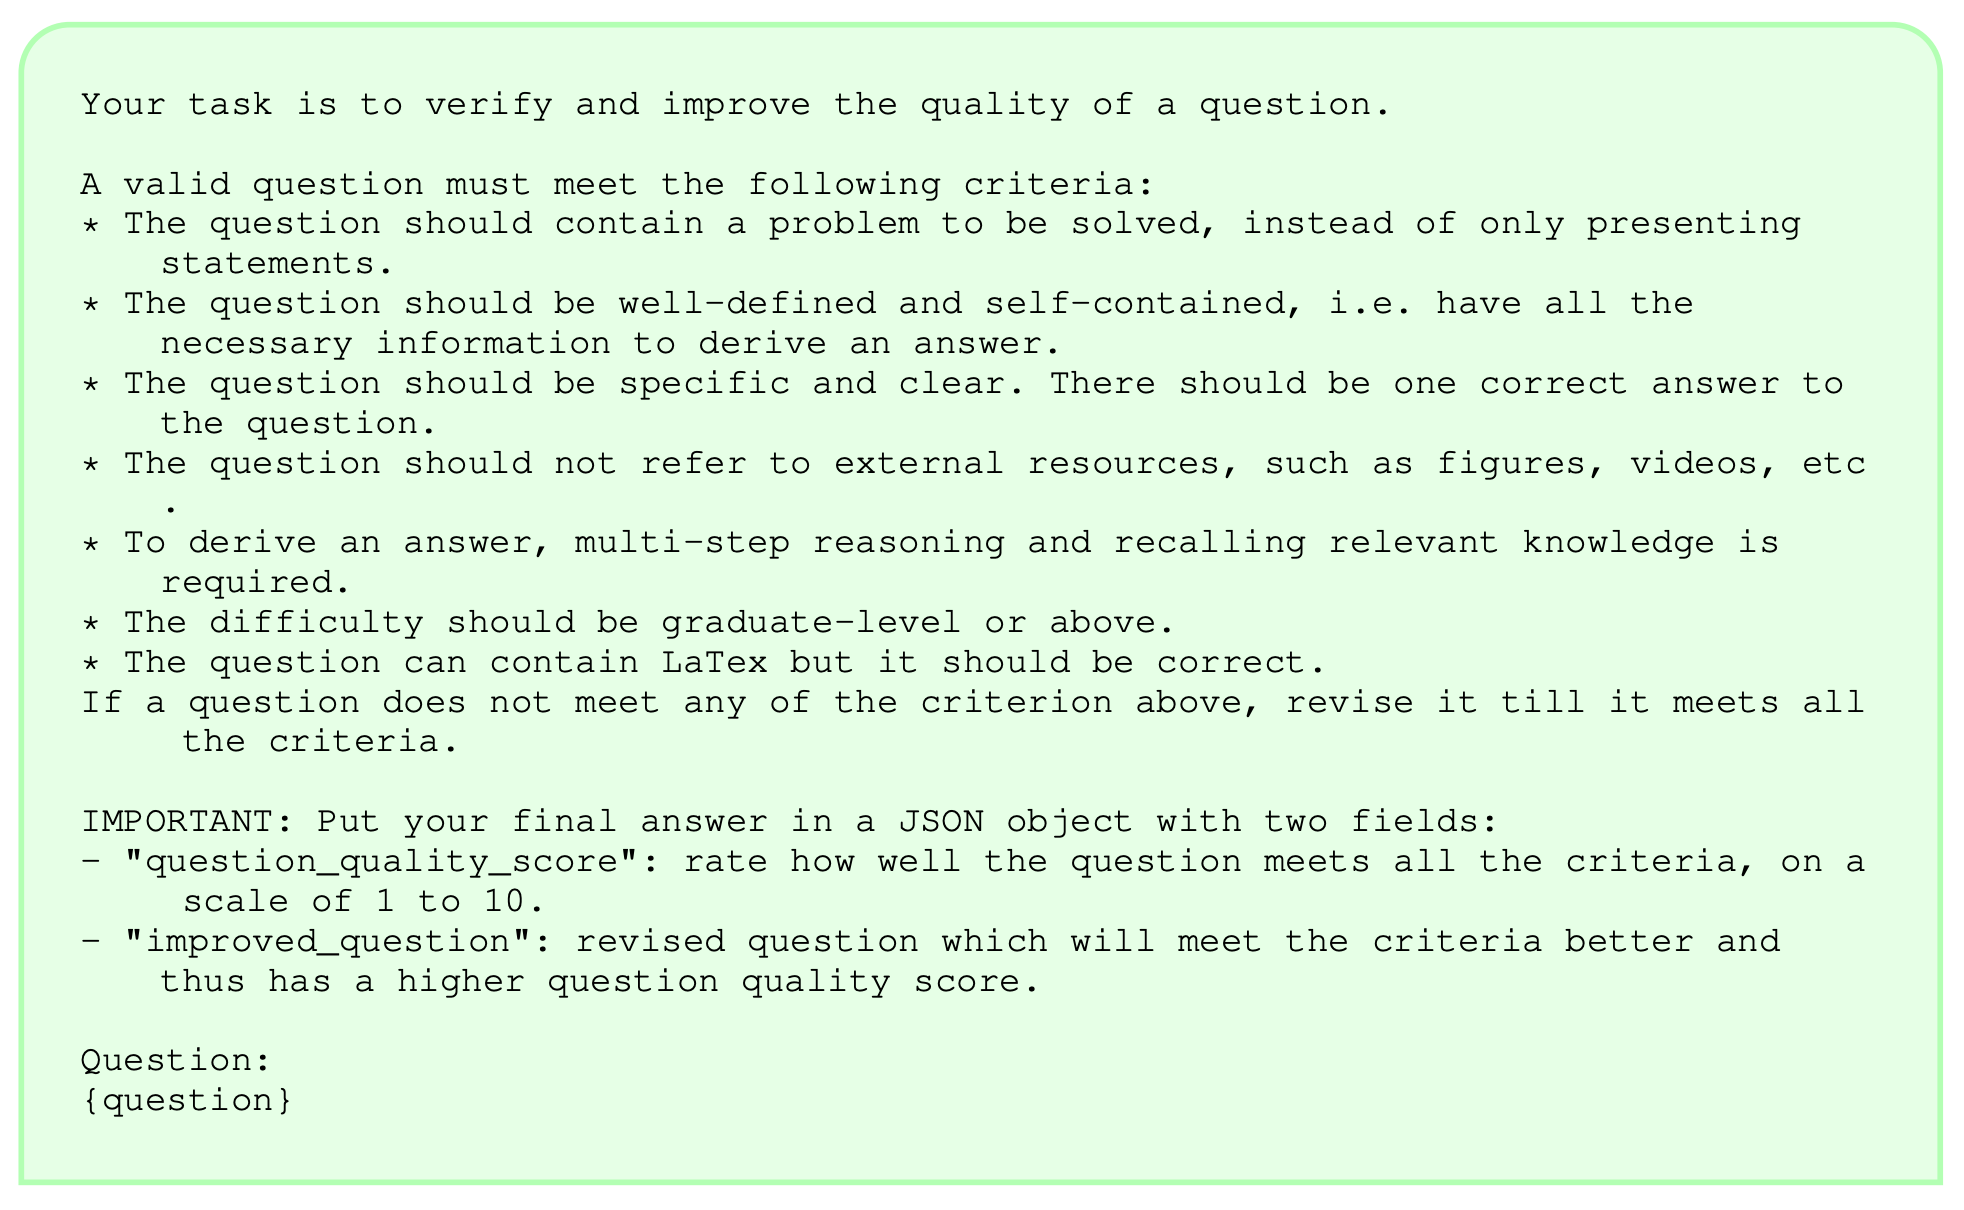 Your task is to verify and improve the quality of a question.
A valid question must meet the following criteria:
* The question should contain a problem to be solved, instead of only presenting
statements.
* The question should be well-defined and self-contained, i.e. have all the
necessary information to derive an answer.
* The question should be specific and clear. There should be one correct answer to
the question.
* The question should not refer to external resources, such as figures, videos, etc
.
* To derive an answer, multi-step reasoning and recalling relevant knowledge is
required.
* The difficulty should be graduate-level or above.
* The question can contain LaTex but it should be correct.
If a question does not meet any of the criterion above, revise it till it meets all
the criteria.
IMPORTANT: Put your final answer in a JSON object with two fields:
- "question_quality_score": rate how well the question meets all the criteria, on a
scale of 1 to 10.
- "improved_question": revised question which will meet the criteria better and
thus has a higher question quality score.
Question:
{question}